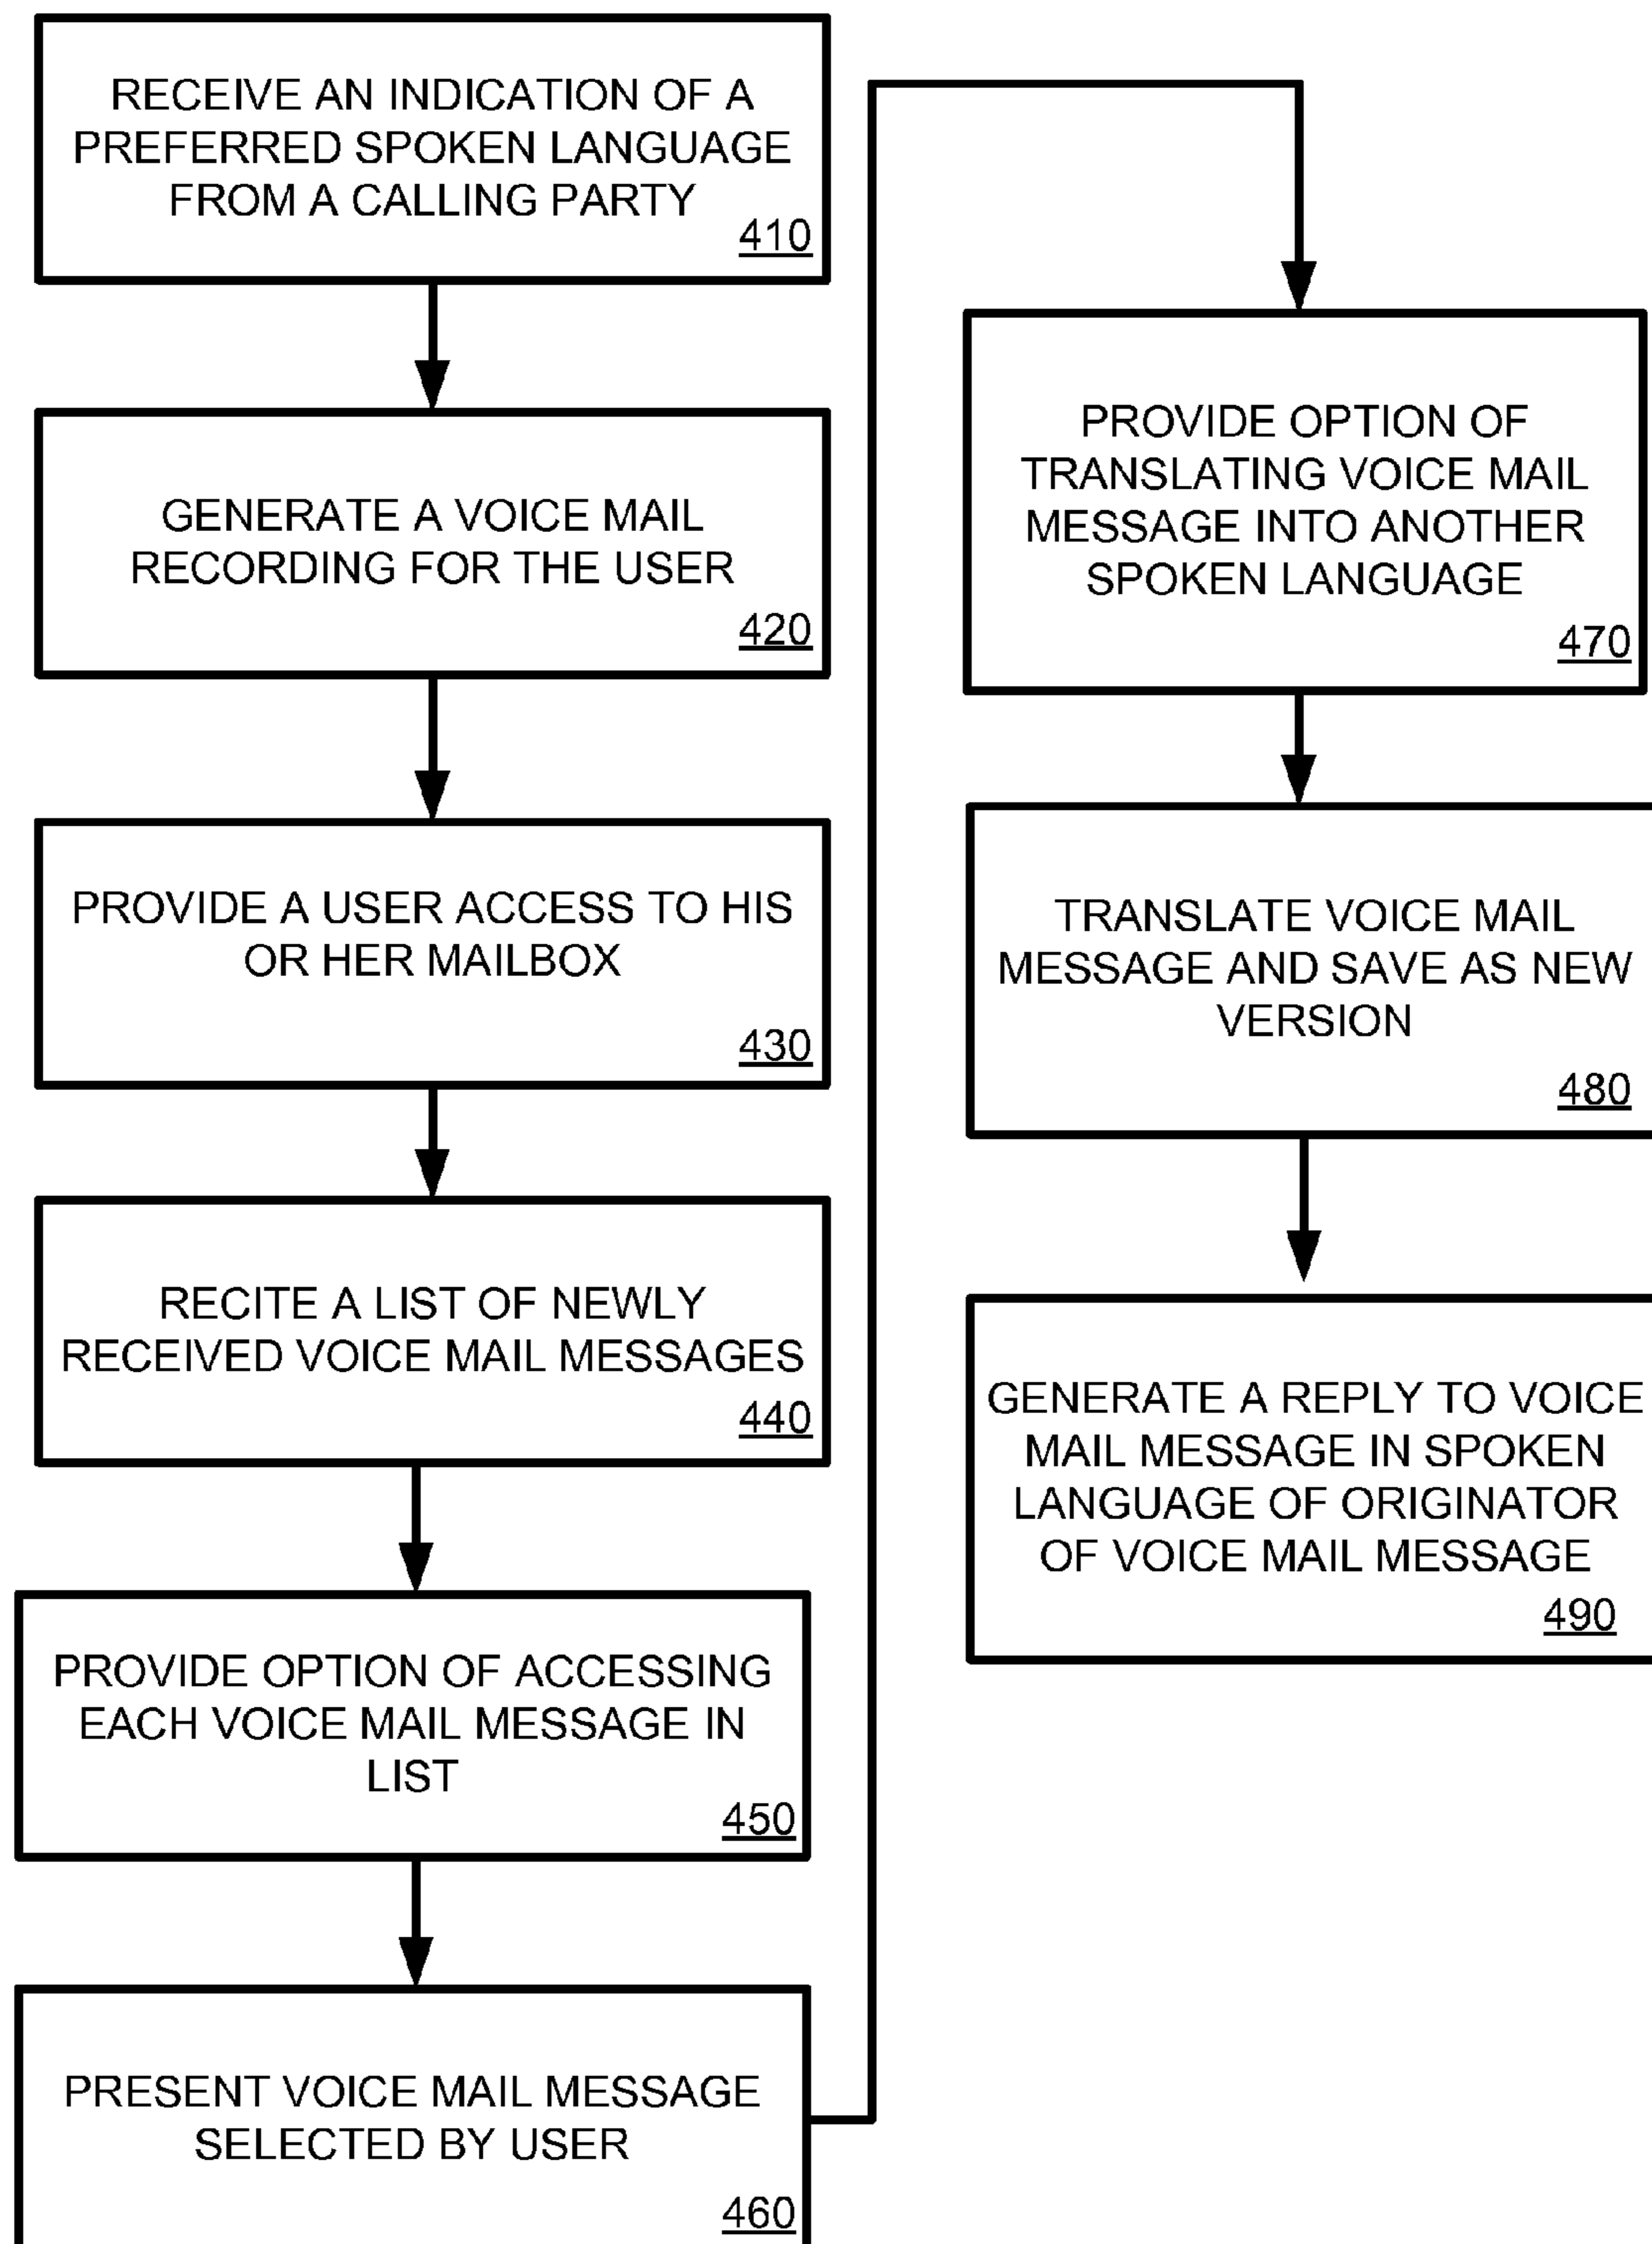 RECEIVE AN INDICATION OF A
PREFERRED SPOKEN LANGUAGE
FROM A CALLING PARTY
410
GENERATE A VOICE MAIL
RECORDING FOR THE USER
420
PROVIDE A USER ACCESS TO HIS
OR HER MAILBOX
430
RECITE A LIST OF NEWLY
RECEIVED VOICE MAIL MESSAGES
440
PROVIDE OPTION OF ACCESSING
EACH VOICE MAIL MESSAGE IN
LIST
450
PRESENT VOICE MAIL MESSAGE
SELECTED BY USER
460
PROVIDE OPTION OF
TRANSLATING VOICE MAIL
MESSAGE INTO ANOTHER
SPOKEN LANGUAGE
470
TRANSLATE VOICE MAIL
MESSAGE AND SAVE AS NEW
VERSION
480
GENERATE A REPLY TO VOICE
MAIL MESSAGE IN SPOKEN
LANGUAGE OF ORIGINATOR
OF VOICE MAIL MESSAGE
490